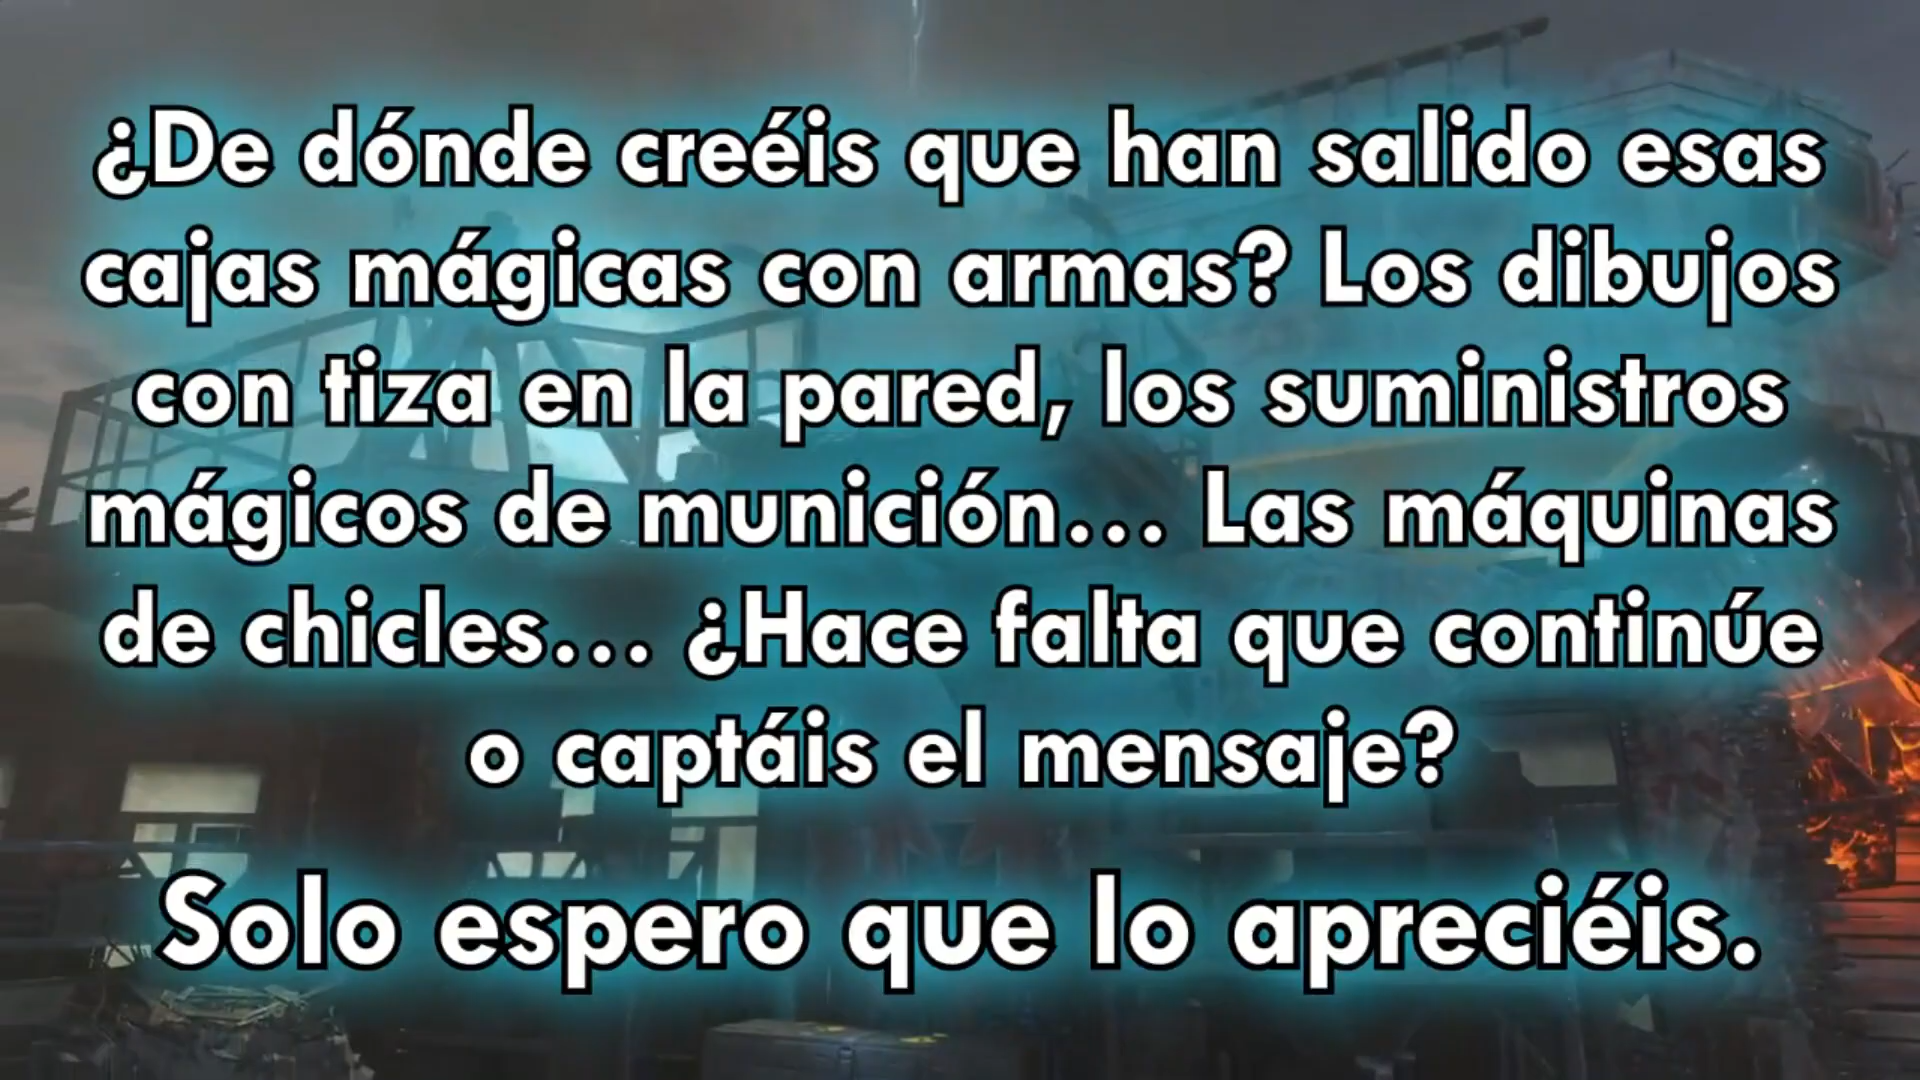 ¿De dónde creéis que han salido esas
cajas mágicas con armas? Los dibujos
con tiza en la pared, los suministros
mágicos de munición... Las máquinas
de chicles... ¿Hace falta que continúe
o captáis el mensaje?
Solo espero que lo apreciéis.